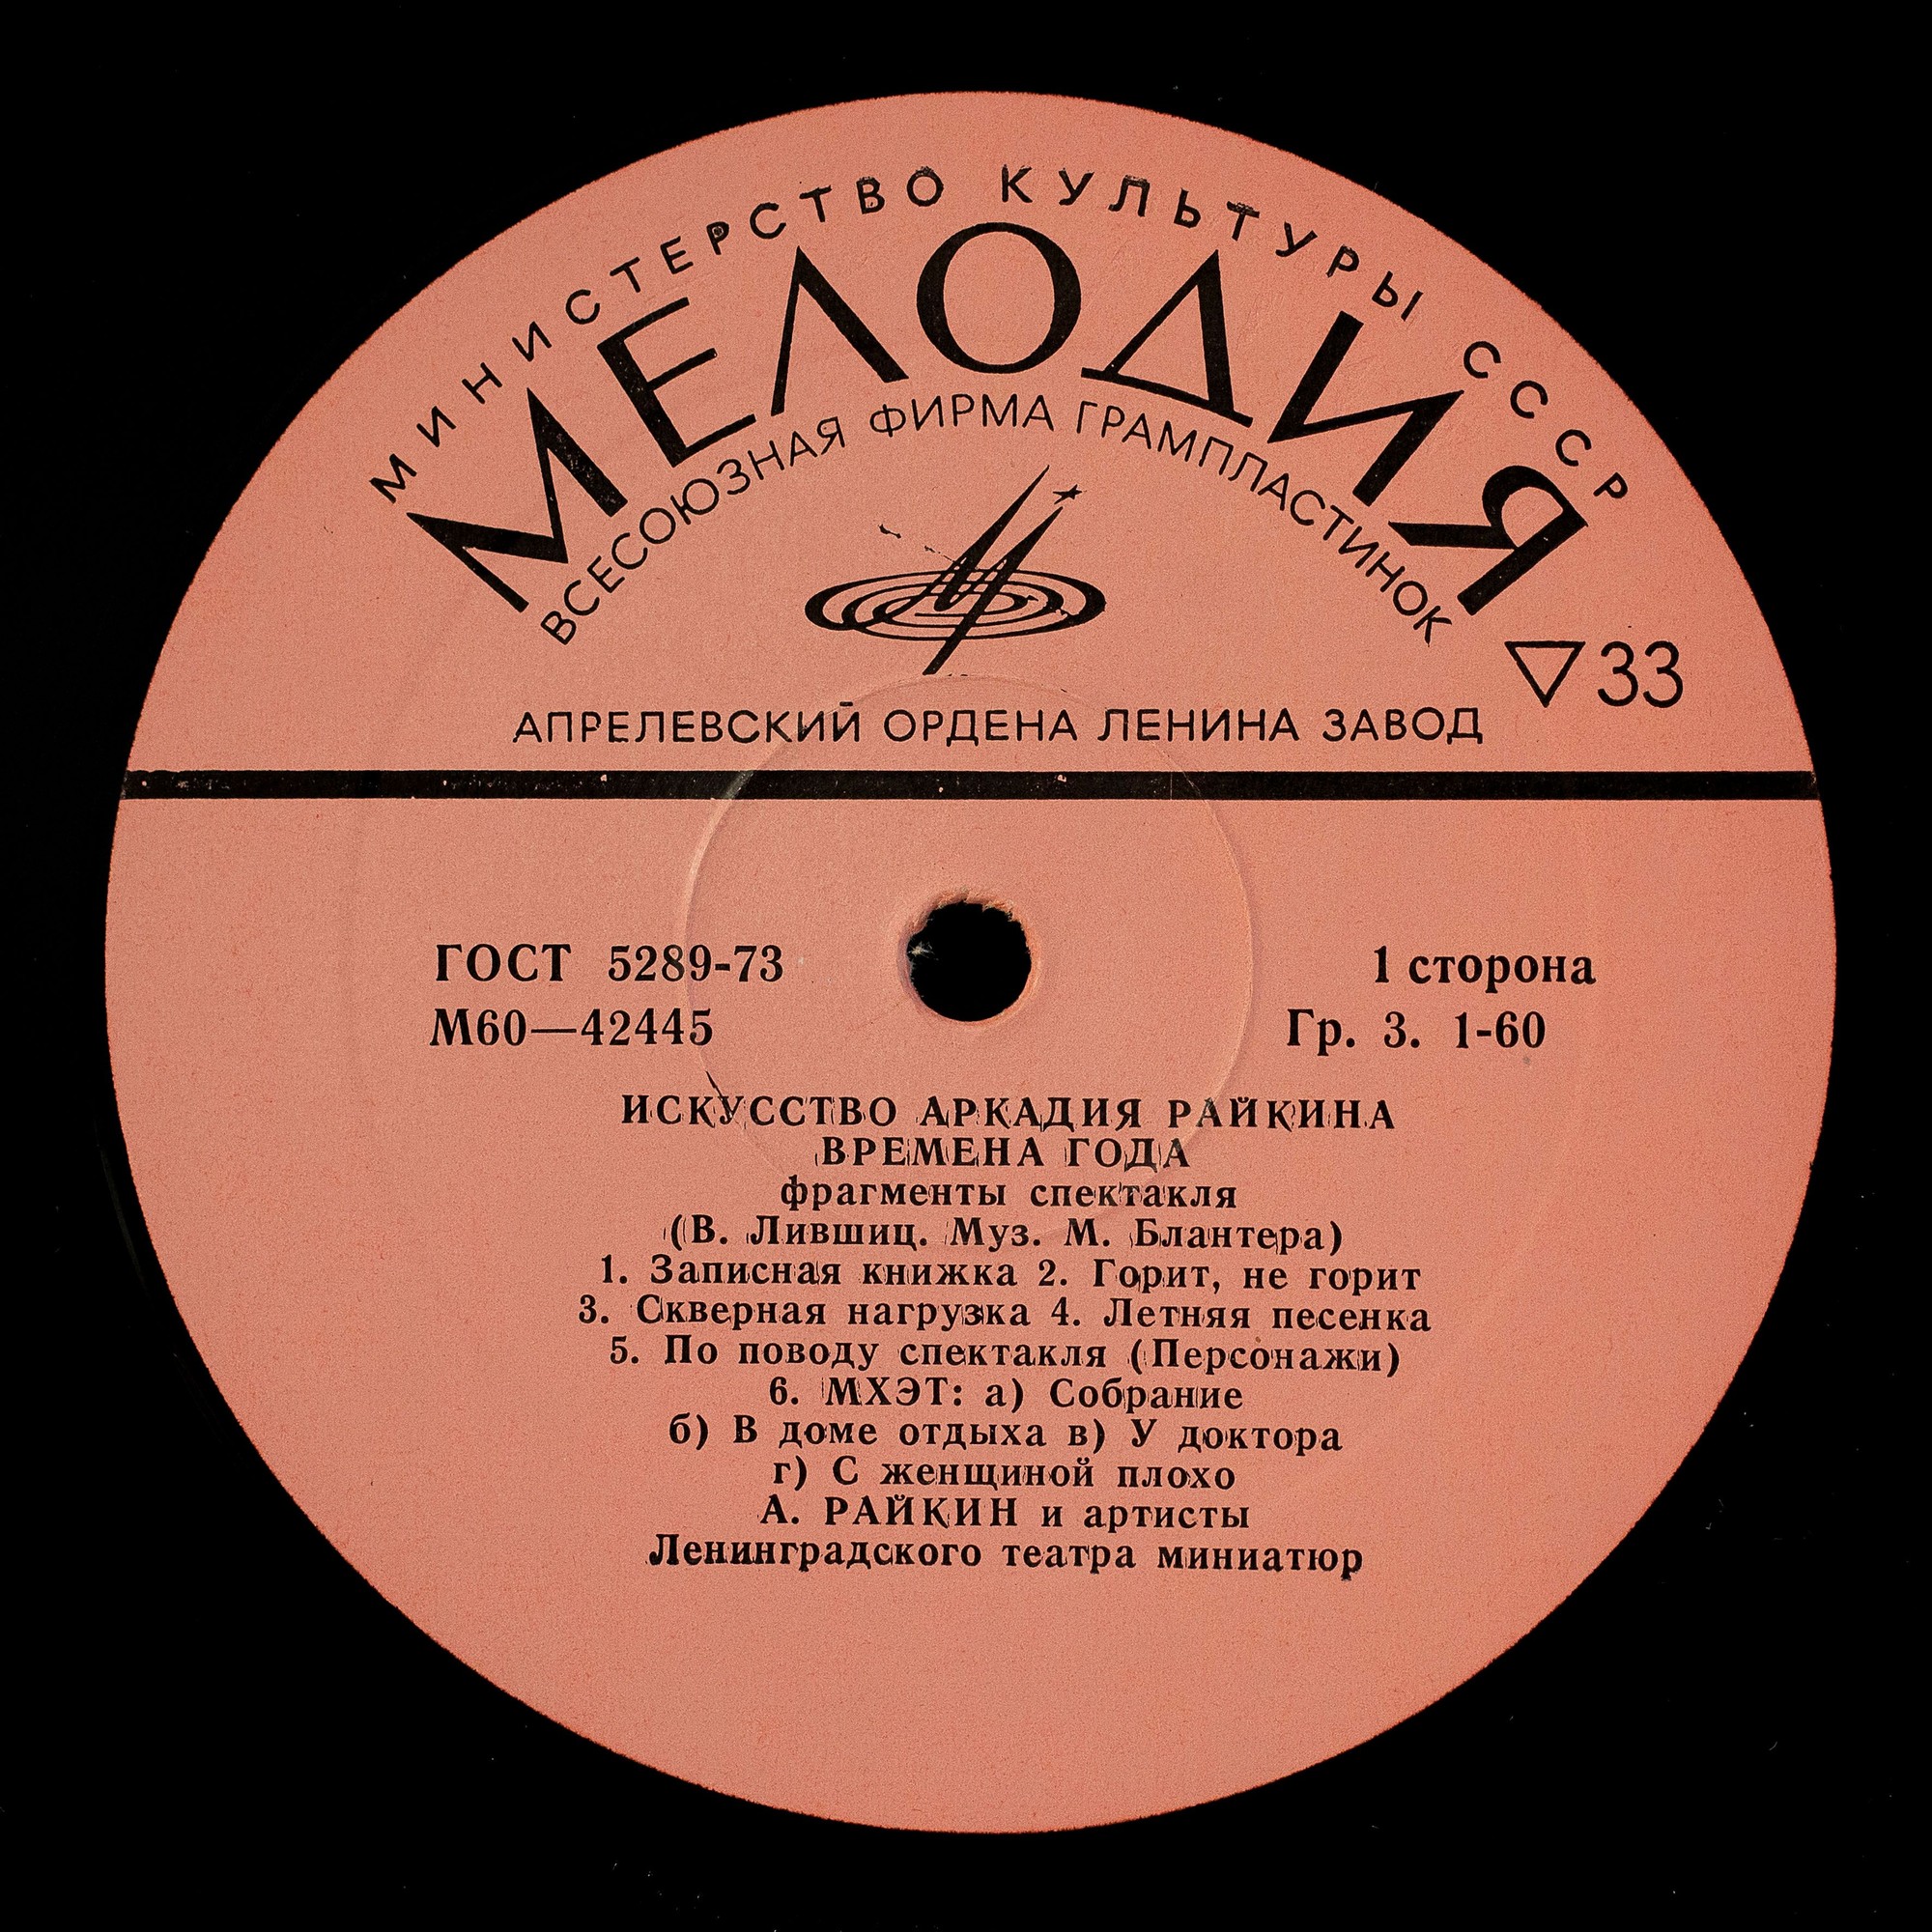 МИНИСТЕРСТВО КУЛЬТУРЫ СССР
МЕЛОДИЯ
ВСЕСОЮЗНАЯ ФИРМА ГРАМПЛАСТИНОК
▽33
АПРЕЛЕВСКИЙ ОРДЕНА ЛЕНИНА ЗАВОД
ГОСТ 5289-73
М60—42445
1 сторона
Гр. 3. 1-60
ИСКУССТВО АРКАДИЯ РАЙКИНА
ВРЕМЕНА ГОДА
фрагменты спектакля
(В. Лившиц. Муз. М. Блантера)
1. Записная книжка 2. Горит, не горит
3. Скверная нагрузка 4. Летняя песенка
5. По поводу спектакля (Персонажи)
6. МХЭТ: а) Собрание
б) В доме отдыха в) У доктора
г) С женщиной плохо
А. РАЙКИН и артисты
Ленинградского театра миниатюр